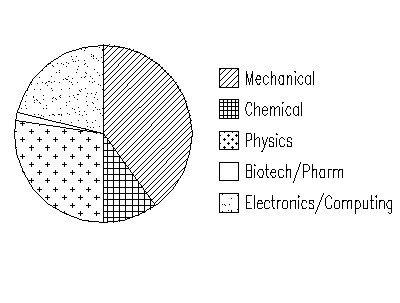 Mechanical
Chemical
Physics
Biotech/Pharm
Electronics/Computing